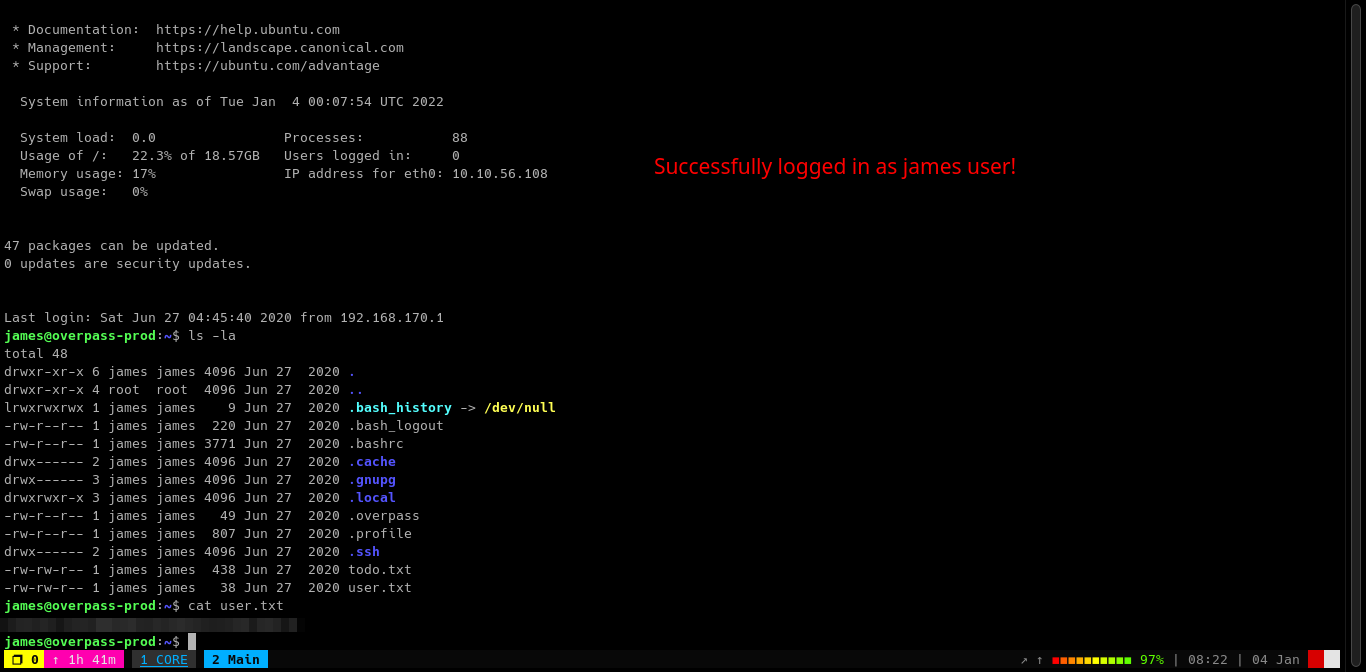 * Documentation:  https://help.ubuntu.com
* Management:     https://landscape.canonical.com
* Support:        https://ubuntu.com/advantage
System information as of Tue Jan  4 00:07:54 UTC 2022
System load:  0.0                Processes:           88
Usage of /:   22.3% of 18.57GB   Users logged in:     0
Successfully logged in as james user!
Memory usage: 17%                IP address for eth0: 10.10.56.108
Swap usage:   0%
47 packages can be updated.
0 updates are security updates.
Last login: Sat Jun 27 04:45:40 2020 from 192.168.170.1
james@overpass-prod:~$ ls -la
total 48
drwxr-xr-x 6 james james 4096 Jun 27  2020 .
drwxr-xr-x 4 root  root  4096 Jun 27  2020 ..
lrwxrwxrwx 1 james james    9 Jun 27  2020 .bash_history -> /dev/null
-rw-r--r-- 1 james james  220 Jun 27  2020 .bash_logout
-rw-r--r-- 1 james james 3771 Jun 27  2020 .bashrc
drwx------ 2 james james 4096 Jun 27  2020 .cache
drwx------ 3 james james 4096 Jun 27  2020 .gnupg
drwxrwxr-x 3 james james 4096 Jun 27  2020 .local
-rw-r--r-- 1 james james   49 Jun 27  2020 .overpass
-rw-r--r-- 1 james james  807 Jun 27  2020 .profile
drwx------ 2 james james 4096 Jun 27  2020 .ssh
-rw-rw-r-- 1 james james  438 Jun 27  2020 todo.txt
-rw-rw-r-- 1 james james   38 Jun 27  2020 user.txt
james@overpass-prod:~$ cat user.txt
james@overpass-prod:~$
0 ↑ 1h 41m 1 CORE 2 Main ↗ ↑ 97% | 08:22 | 04 Jan